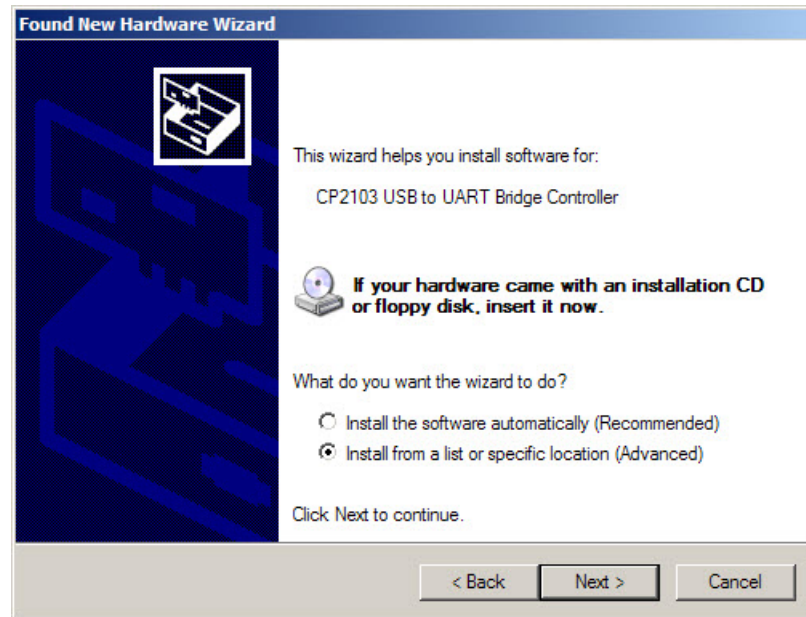 Found New Hardware Wizard
This wizard helps you install software for:
CP2103 USB to UART Bridge Controller
If your hardware came with an installation CD
or floppy disk, insert it now.
What do you want the wizard to do?
Install the software automatically (Recommended)
Install from a list or specific location (Advanced)
Click Next to continue.
< Back
Next >
Cancel